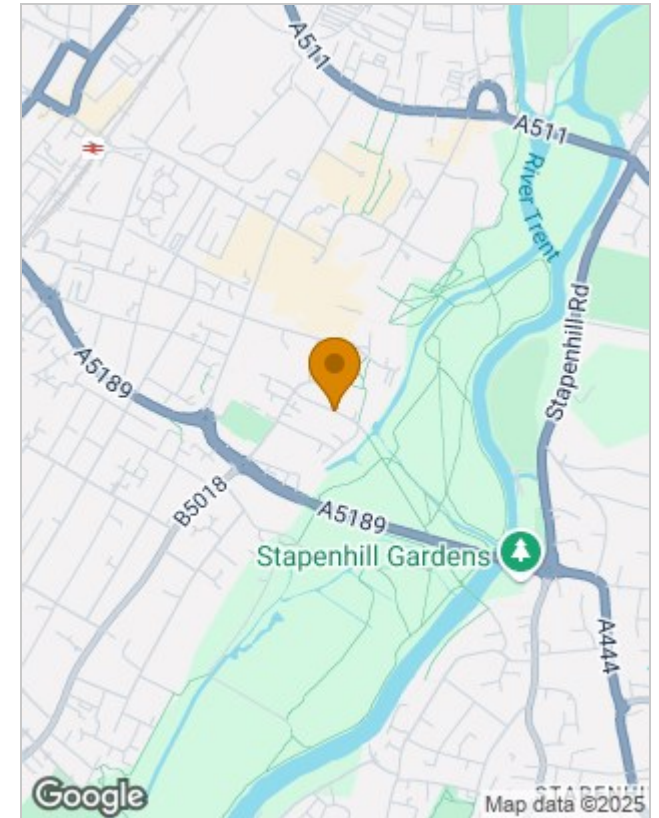 A511
A511
River Trent
Stapenhill Rd
A5189
B5018
A5189
Stapenhill Gardens
A444
Google
Map data ©2025